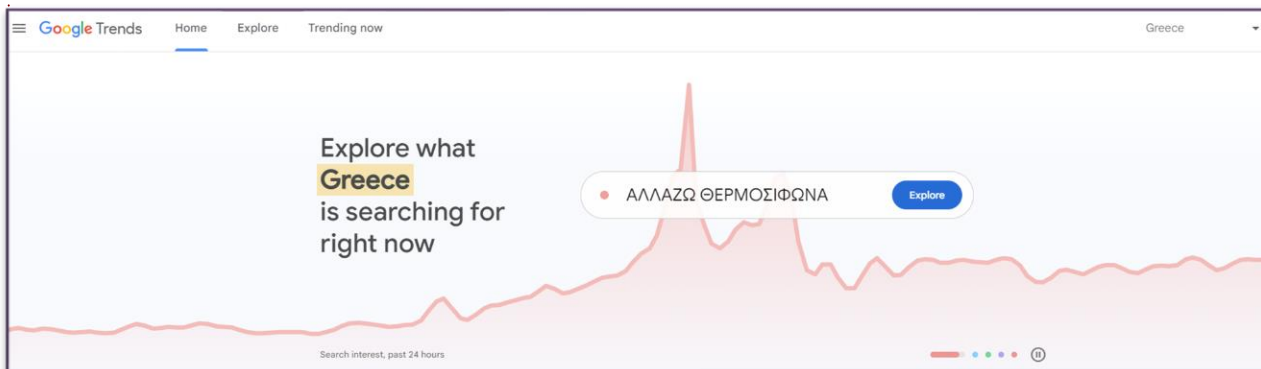 Google Trends Home Explore Trending now Greece
Explore what
Greece
is searching for
right now
ΑΛΛΑΖΩ ΘΕΡΜΟΣΙΦΩΝΑ Explore
Search interest, past 24 hours